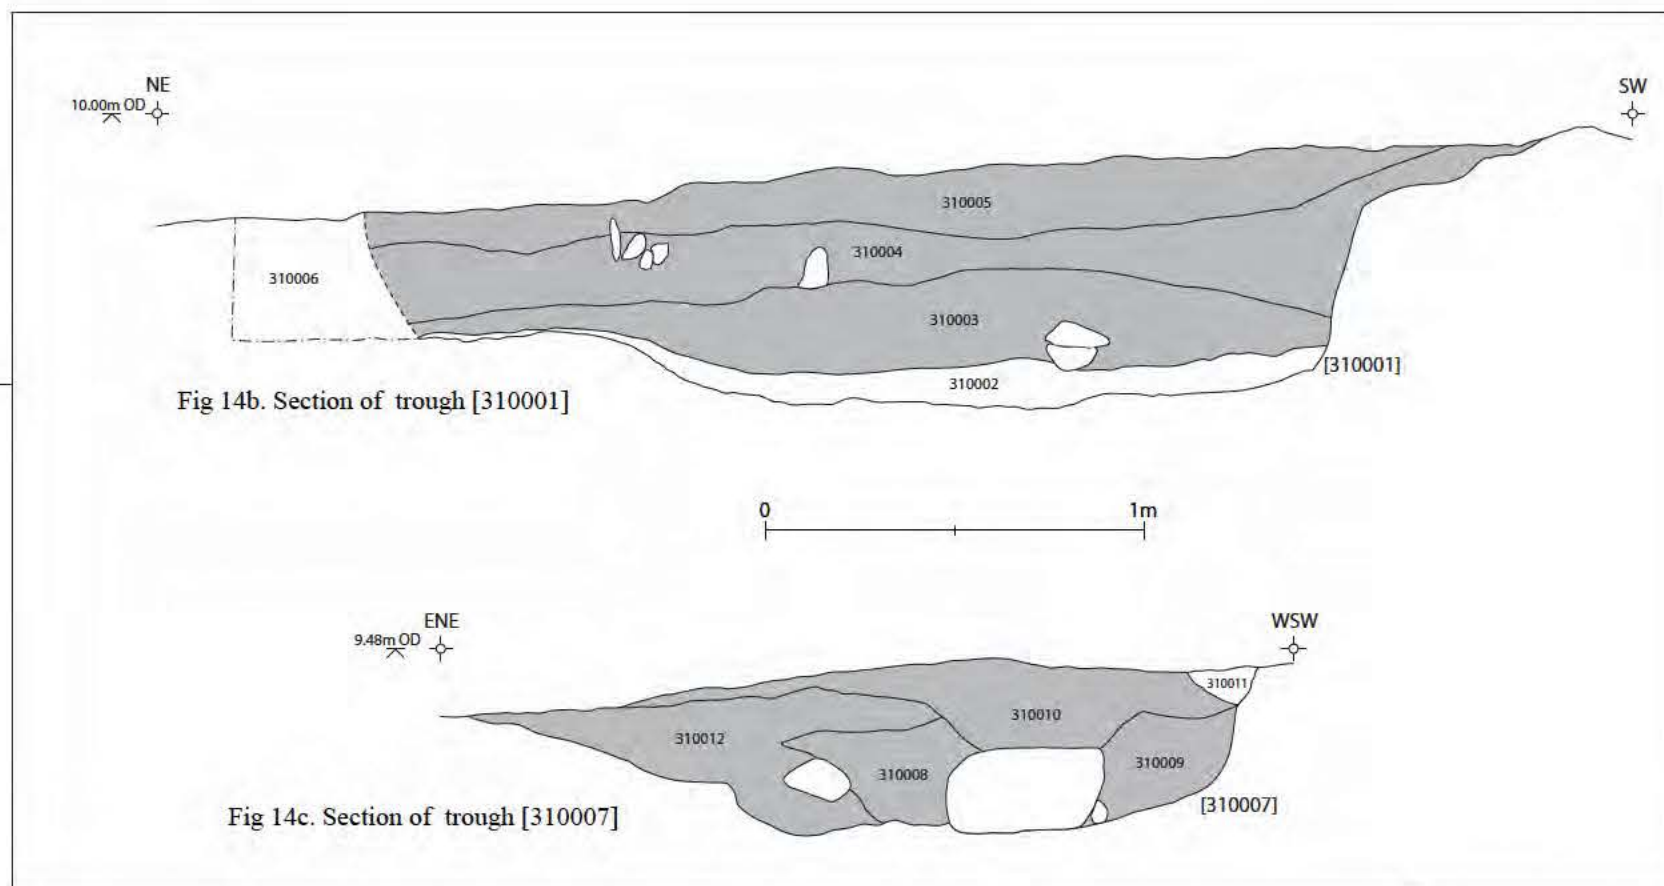 NE
SW
10.00m OD
310005
310004
310006
310003
[310001]
310002
Fig 14b. Section of trough [310001]
0
1m
ENE
WSW
9.48m OD
310011
310010
310012
310009
310008
[310007]
Fig 14c. Section of trough [310007]